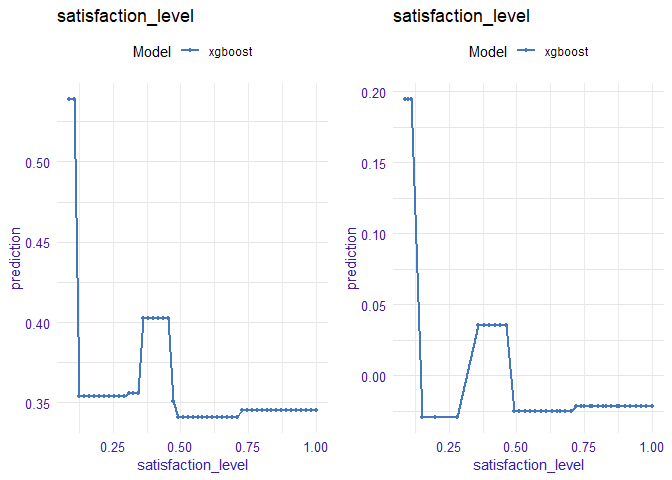 satisfaction_level
Model xgboost
prediction
0.50
0.45
0.40
0.35
0.25 0.50 0.75 1.00
satisfaction_level
satisfaction_level
Model xgboost
prediction
0.20
0.15
0.10
0.05
0.00
0.25 0.50 0.75 1.00
satisfaction_level